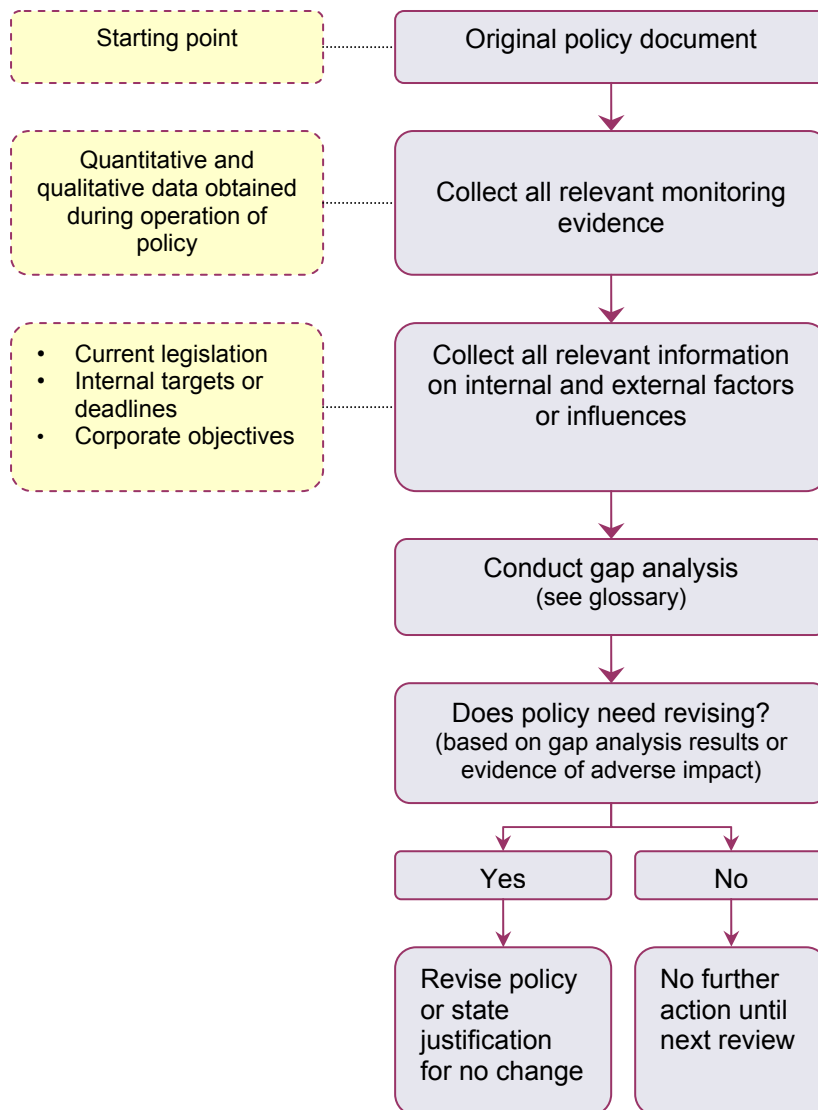 Starting point
Original policy document
Quantitative and
qualitative data obtained
during operation of
policy
Collect all relevant monitoring
evidence
• Current legislation
• Internal targets or
deadlines
• Corporate objectives
Collect all relevant information
on internal and external factors
or influences
Conduct gap analysis
(see glossary)
Does policy need revising?
(based on gap analysis results or
evidence of adverse impact)
Yes
No
Revise policy
or state
justification
for no change
No further
action until
next review